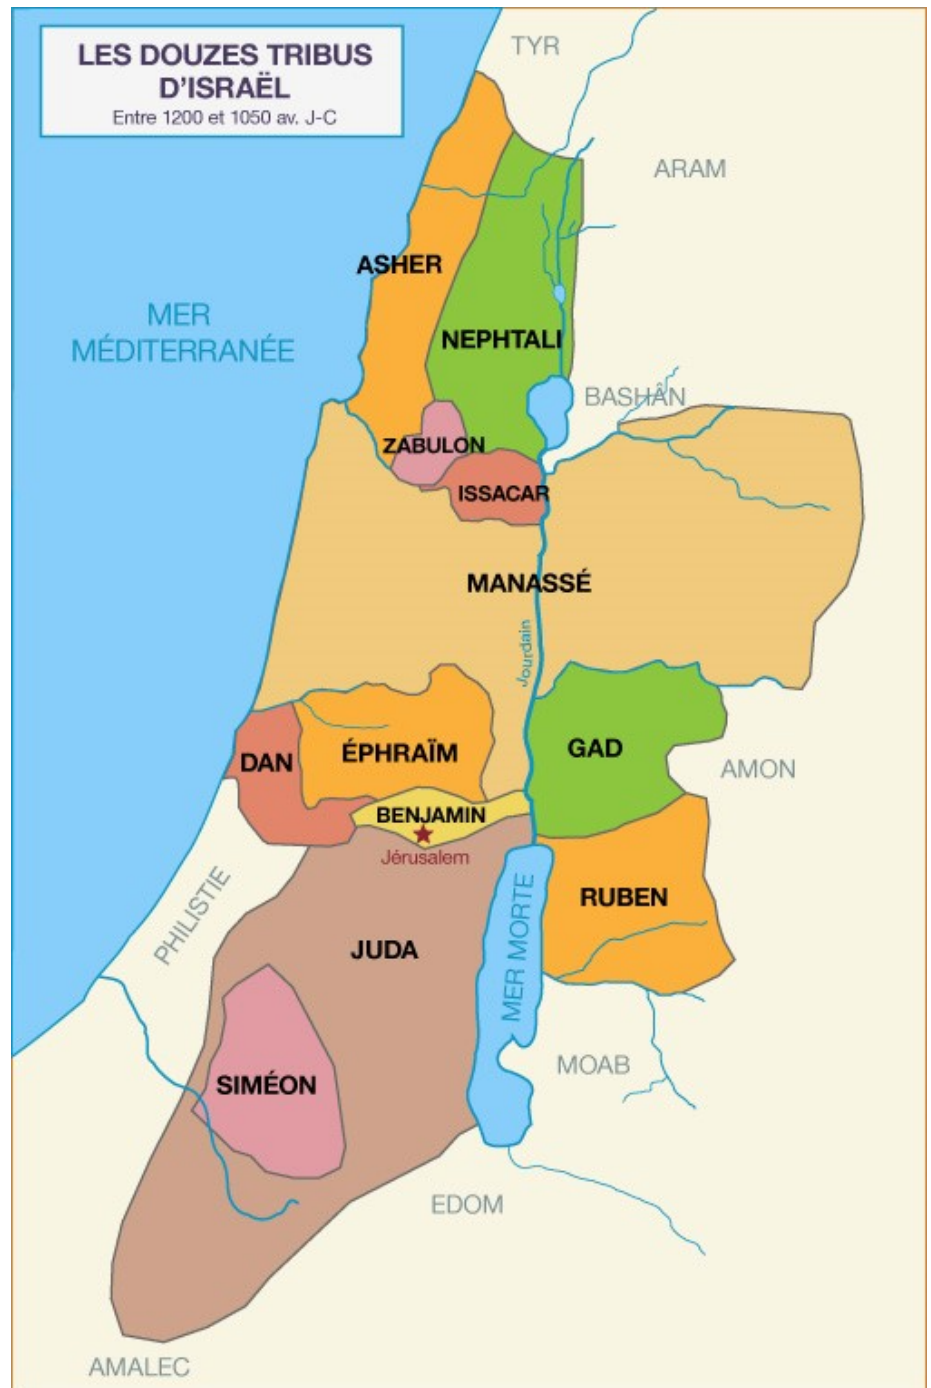 LES DOUZES TRIBUS
D'ISRAËL
Entre 1200 et 1050 av. J-C
TYR
ARAM
ASHER
MER
MÉDITERRANÉE
NEPHTALI
BASHÂN
ZABULON
ISSACAR
MANASSÉ
Jourdain
DAN
ÉPHRAÏM
GAD
AMON
BENJAMIN
Jérusalem
PHILISTIE
RUBEN
JUDA
MER MORTE
MOAB
SIMÉON
EDOM
AMALEC